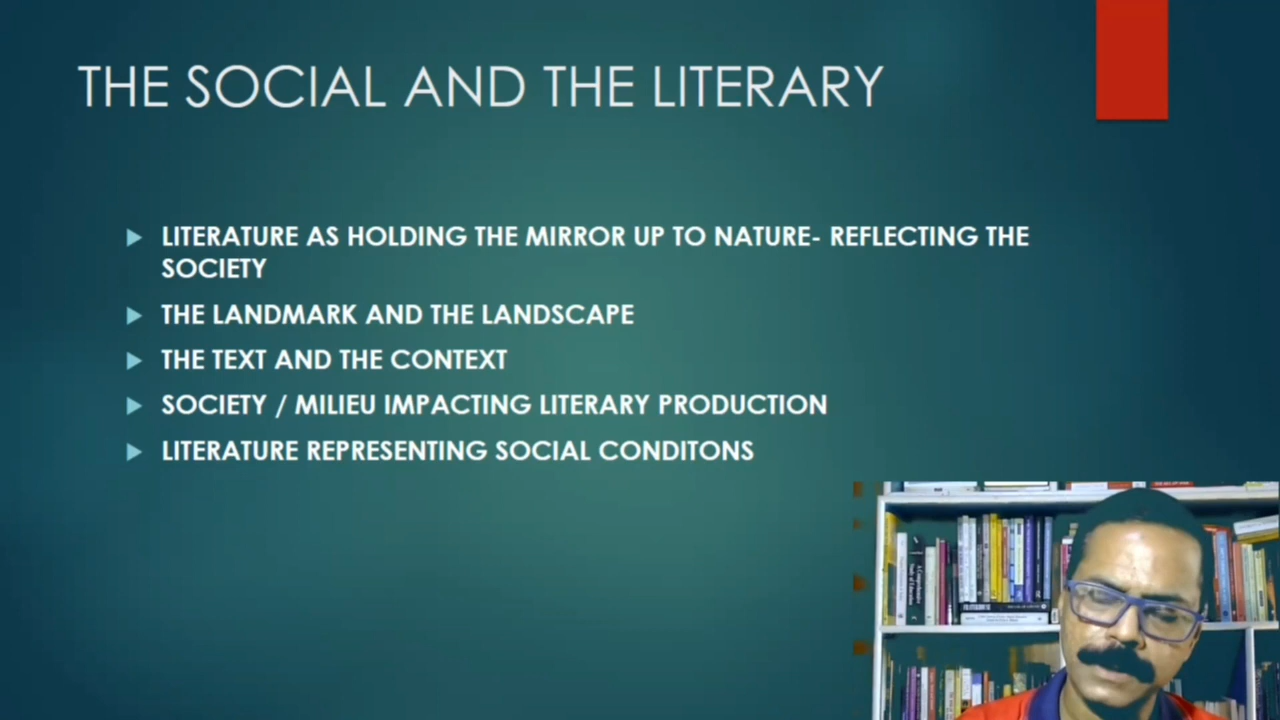 THE SOCIAL AND THE LITERARY
LITERATURE AS HOLDING THE MIRROR UP TO NATURE- REFLECTING THE
SOCIETY
THE LANDMARK AND THE LANDSCAPE
THE TEXT AND THE CONTEXT
SOCIETY / MILIEU IMPACTING LITERARY PRODUCTION
LITERATURE REPRESENTING SOCIAL CONDITONS